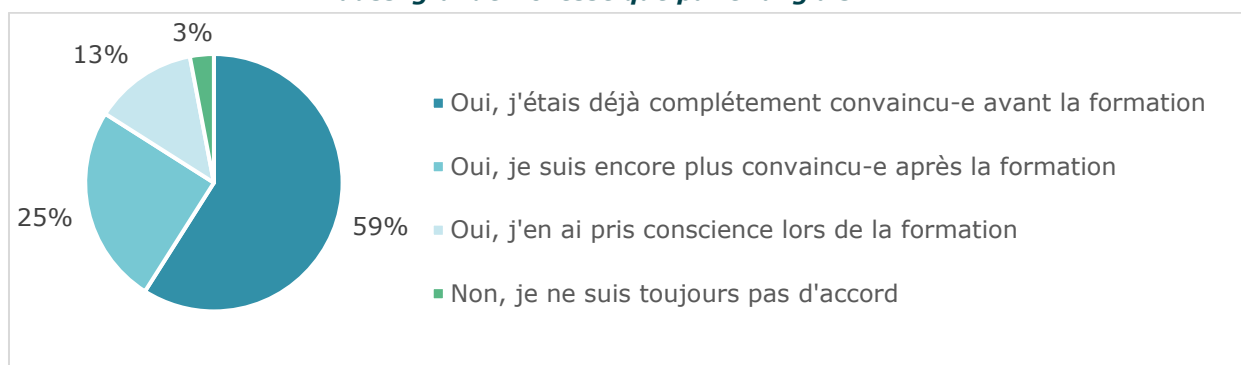 3%
13%
25%
59%
Oui, j'étais déjà complétement convaincu-e avant la formation
Oui, je suis encore plus convaincu-e après la formation
Oui, j'en ai pris conscience lors de la formation
Non, je ne suis toujours pas d'accord